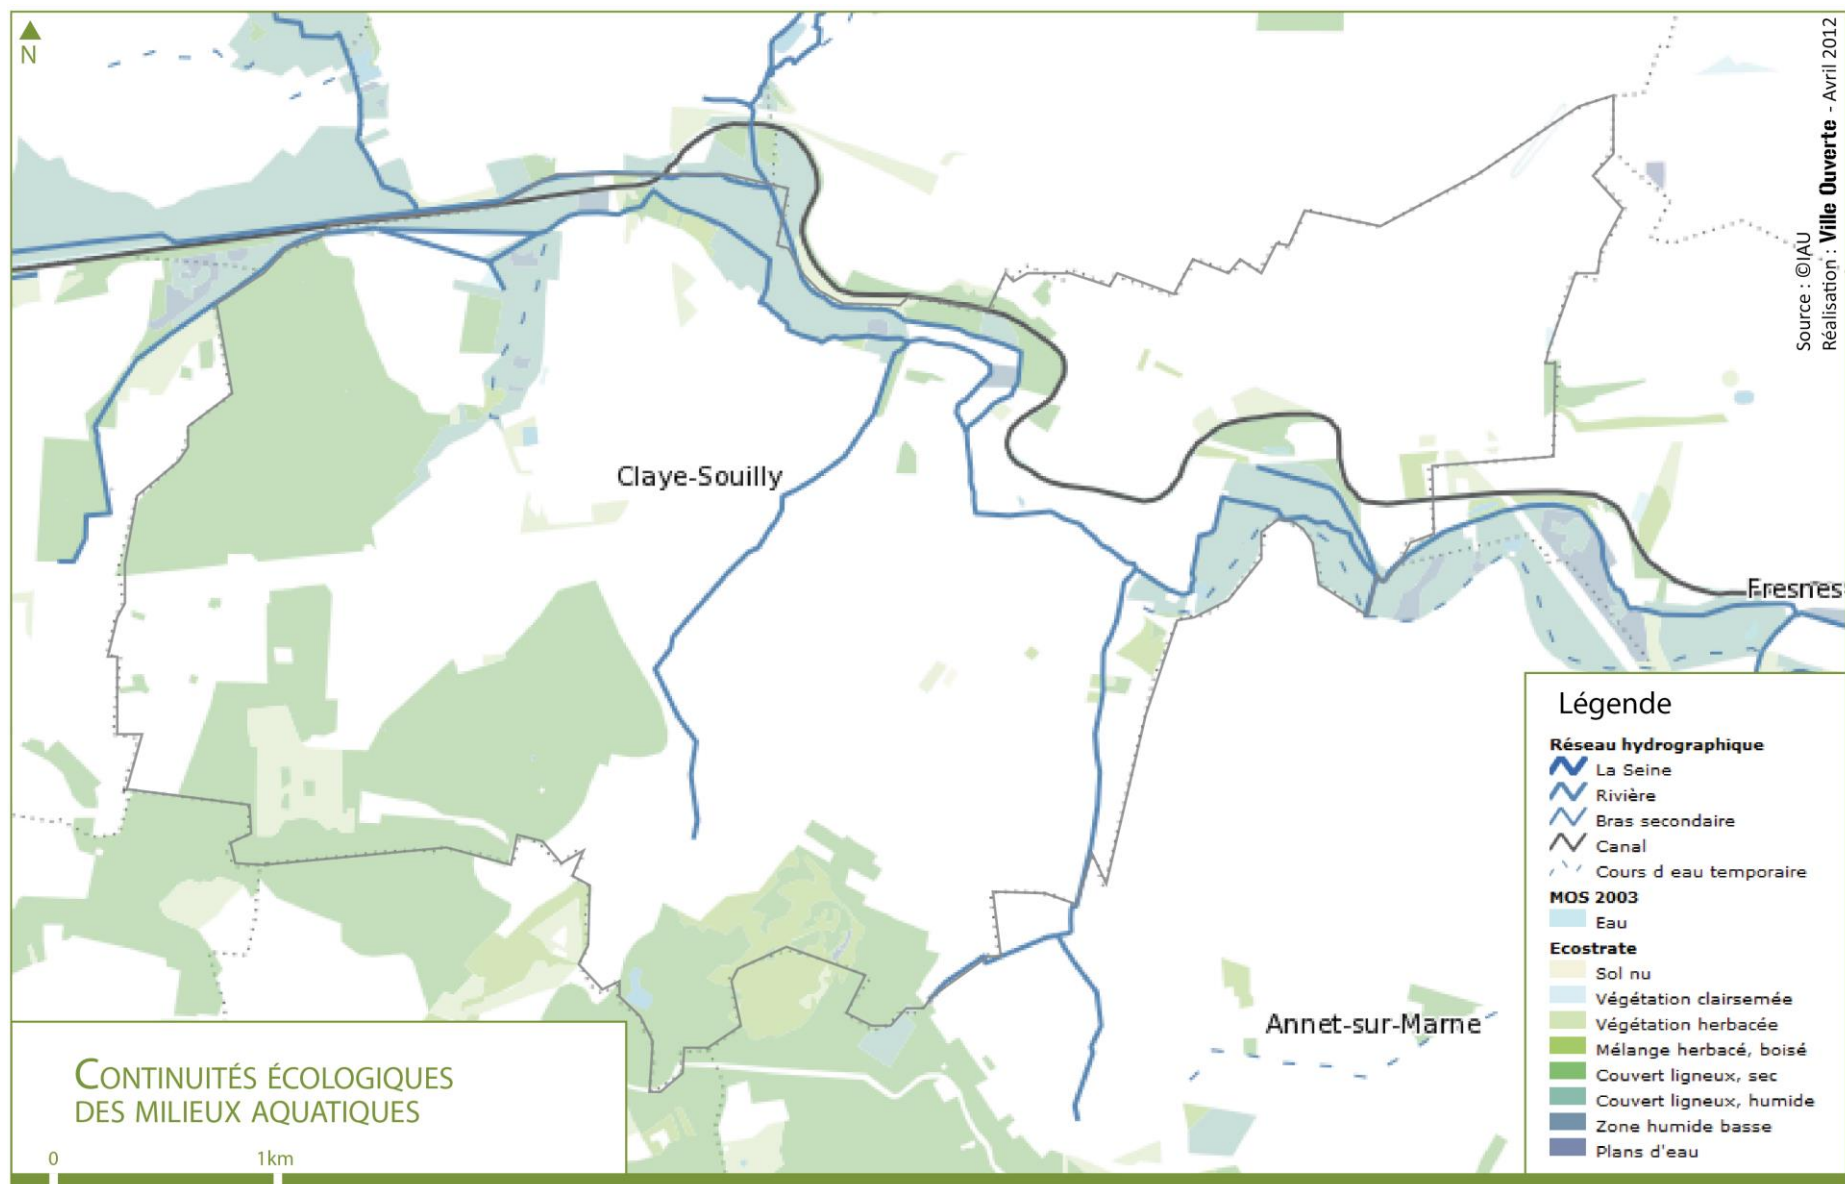 N
Source : ©IAU
Réalisation : Ville Ouverte - Avril 2012
Claye-Souilly
Fresnes
Annet-sur-Marne
Légende
Réseau hydrographique
La Seine
Rivière
Bras secondaire
Canal
Cours d eau temporaire
MOS 2003
Eau
Ecostrate
Sol nu
Végétation clairsemée
Végétation herbacée
Mélange herbacé, boisé
Couvert ligneux, sec
Couvert ligneux, humide
Zone humide basse
Plans d'eau
CONTINUITÉS ÉCOLOGIQUES
DES MILIEUX AQUATIQUES
0 1km